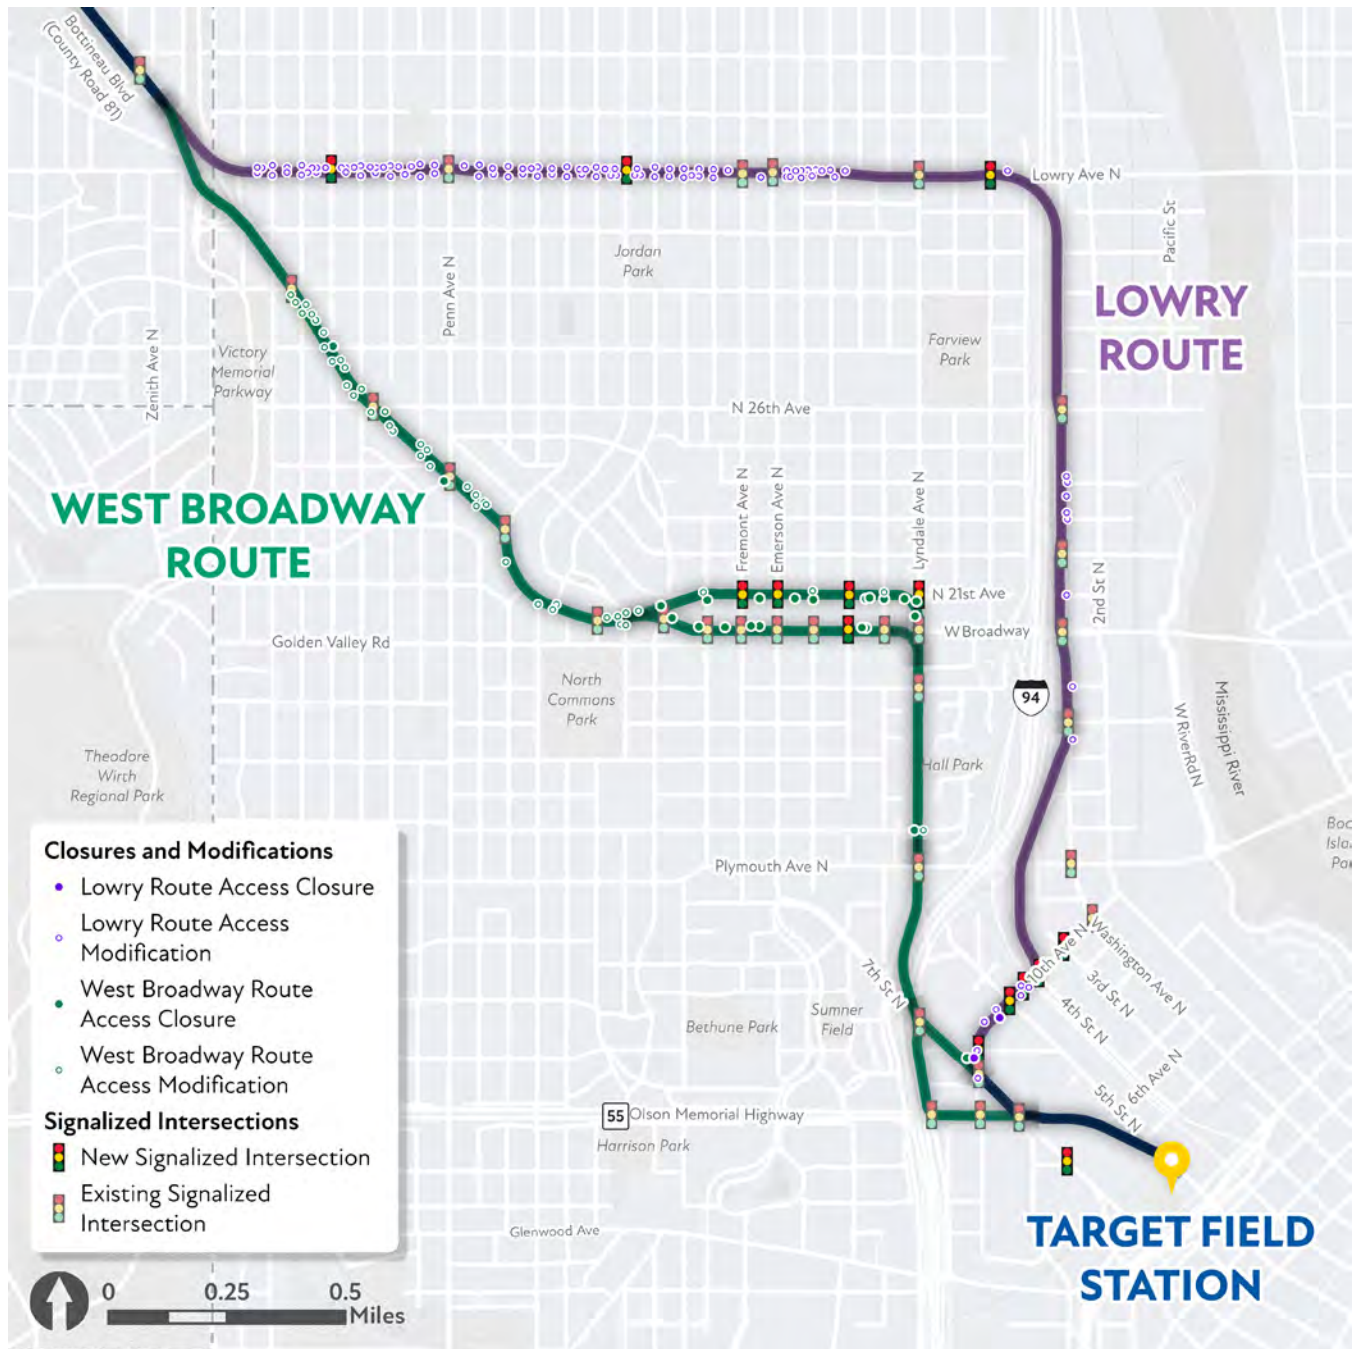 Bottineau Blvd
(County Road 81)
Lowry Ave N
Pacific St
Jordan
Park
Penn Ave N
LOWRY
ROUTE
Farview
Park
Zenith Ave N
Victory
Memorial
Parkway
N 26th Ave
WEST BROADWAY
ROUTE
Fremont Ave N
Emerson Ave N
Lyndale Ave N
N 21st Ave
2nd St N
W Broadway
Golden Valley Rd
North
Commons
Park
94
W River Rd N
Mississippi River
Hall Park
Theodore
Wirth
Regional Park
Boo
Isla
Par
Plymouth Ave N
Closures and Modifications
Lowry Route Access Closure
Lowry Route Access
Modification
West Broadway Route
Access Closure
West Broadway Route
Access Modification
Signalized Intersections
New Signalized Intersection
Existing Signalized
Intersection
7th St N
10th Ave N
Washington Ave N
3rd St N
4th St N
Bethune Park
Sumner
Field
6th Ave N
5th St N
55 Olson Memorial Highway
Harrison Park
Glenwood Ave
TARGET FIELD
STATION
0 0.25 0.5
Miles